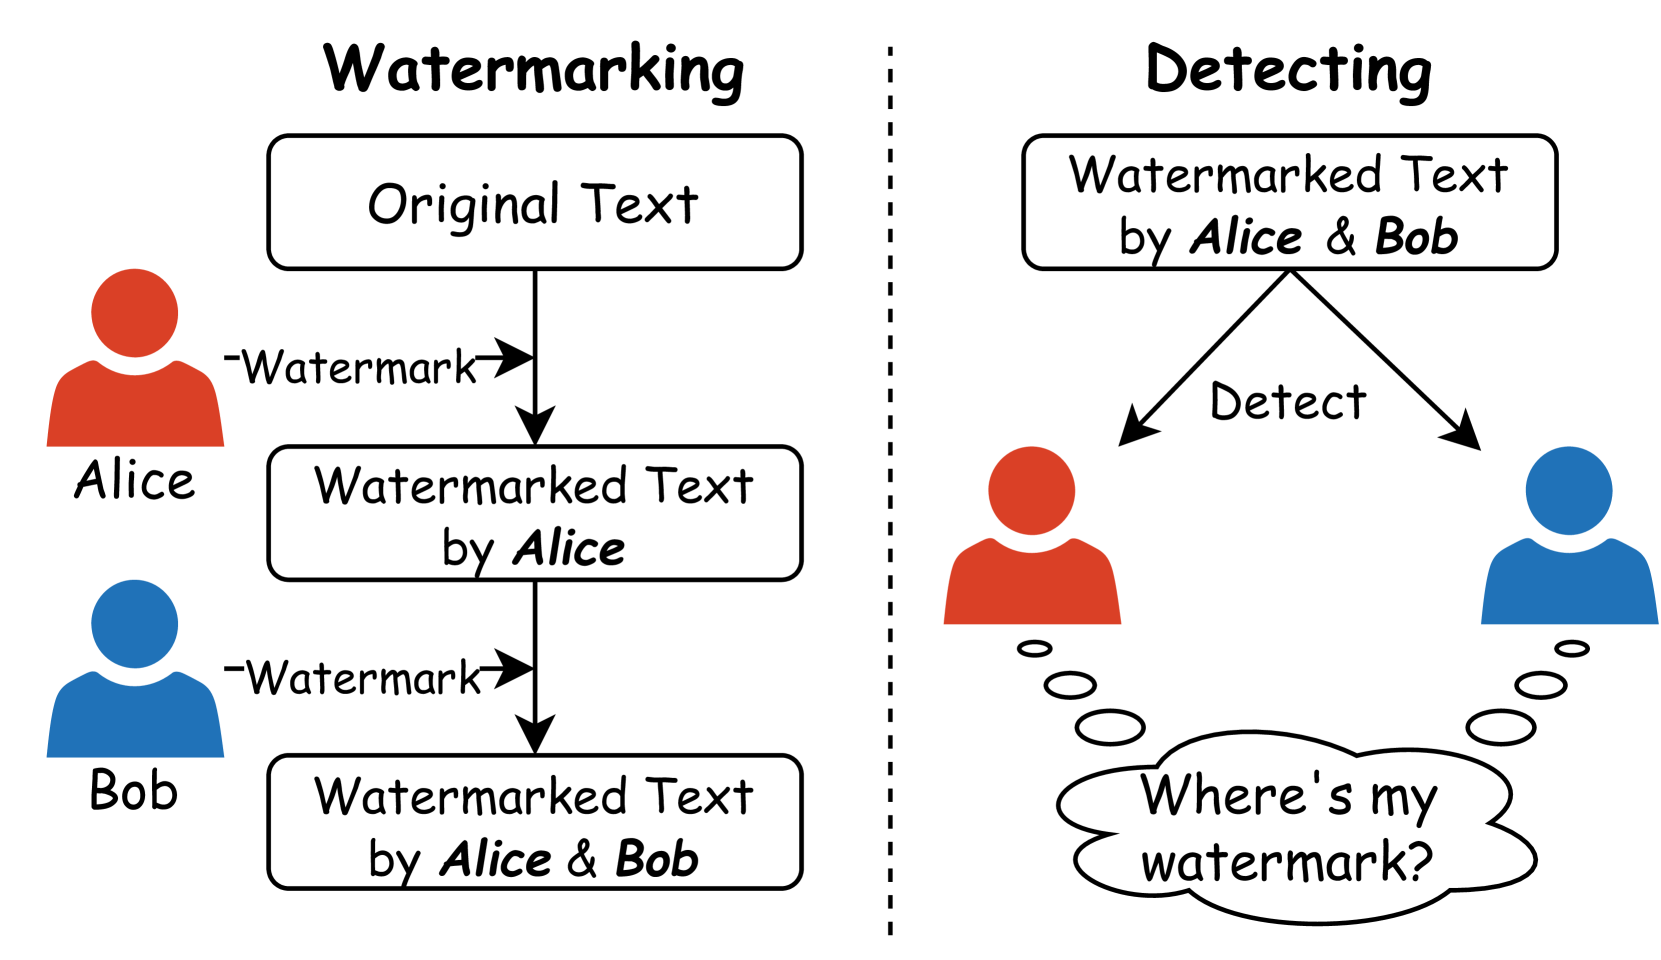 Watermarking
Original Text
Watermark
Alice
Watermarked Text
by Alice
Watermark
Bob
Watermarked Text
by Alice & Bob
Detecting
Watermarked Text
by Alice & Bob
Detect
Where's my
watermark?